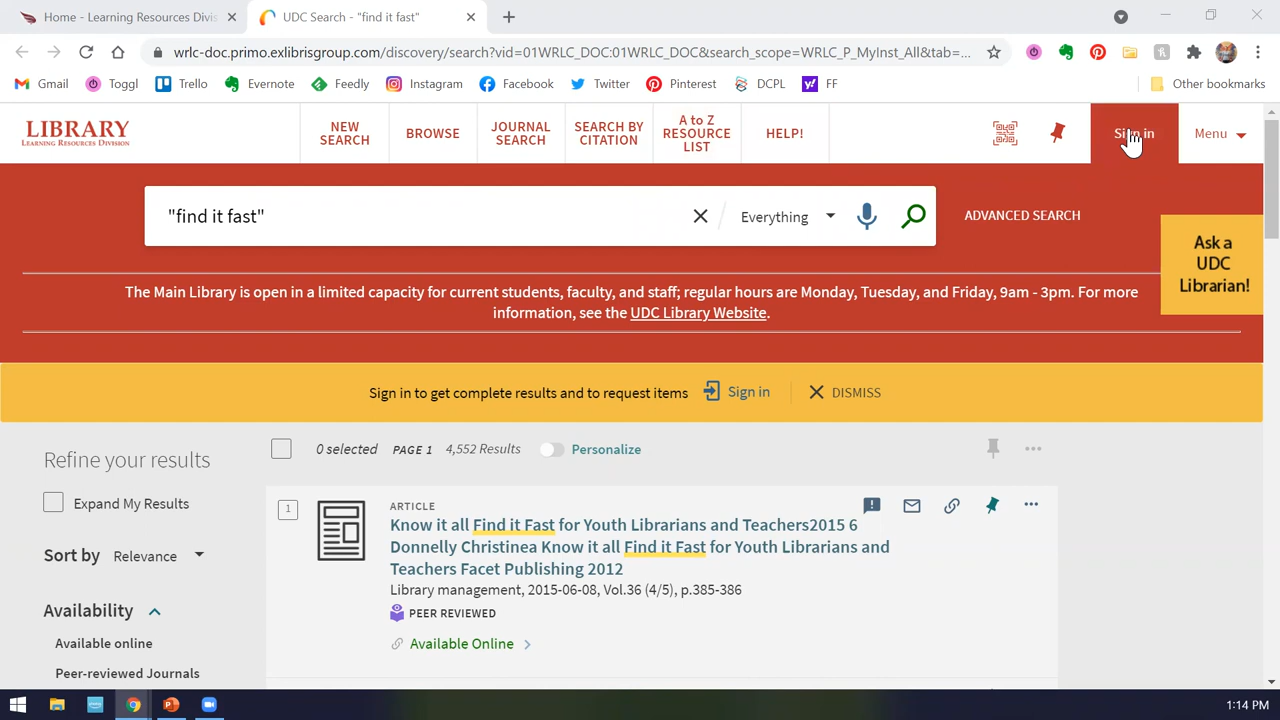 Home - Learning Resources Divis
UDC Search - "find it fast"
wrlc-doc.primo.exlibrisgroup.com/discovery/search?vid=01WRLC_DOC:01WRLC_DOC&search_scope=WRLC_P_MyInst_All&tab=...
Gmail
Toggl
Trello
Evernote
Feedly
Instagram
Facebook
Twitter
Pinterest
DCPL
FF
Other bookmarks
LIBRARY
LEARNING RESOURCES DIVISION
NEW
SEARCH
BROWSE
JOURNAL
SEARCH
SEARCH BY
CITATION
A to Z
RESOURCE
LIST
HELP!
Sign in
Menu
"find it fast"
Everything
ADVANCED SEARCH
Ask a
UDC
Librarian!
The Main Library is open in a limited capacity for current students, faculty, and staff; regular hours are Monday, Tuesday, and Friday, 9am - 3pm. For more
information, see the UDC Library Website.
Sign in to get complete results and to request items
Sign in
DISMISS
Refine your results
0 selected
PAGE 1
4,552 Results
Personalize
Expand My Results
Sort by Relevance
Availability
Available online
Peer-reviewed Journals
1
ARTICLE
Know it all Find it Fast for Youth Librarians and Teachers2015 6
Donnelly Christinea Know it all Find it Fast for Youth Librarians and
Teachers Facet Publishing 2012
Library management, 2015-06-08, Vol.36 (4/5), p.385-386
PEER REVIEWED
Available Online
1:14 PM